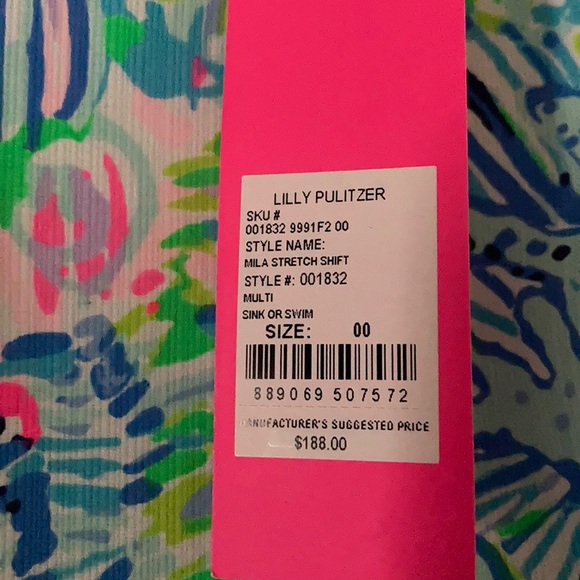 LILLY PULITZER
SKU #
001832 9991F2 00
STYLE NAME:
MILA STRETCH SHIFT
STYLE #: 001832
MULTI
SINK OR SWIM
SIZE: 00
889069 507572
MANUFACTURER'S SUGGESTED PRICE
$188.00